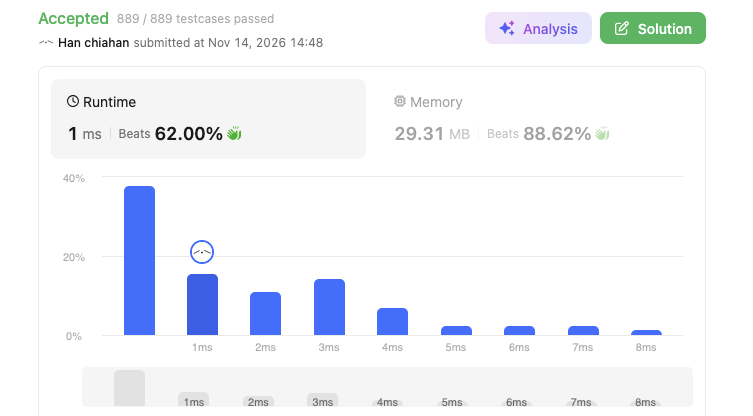 Accepted 889 / 889 testcases passed
Han chiahan submitted at Nov 14, 2026 14:48
Analysis
Solution
Runtime
1 ms Beats 62.00%
Memory
29.31 MB Beats 88.62%
40%
20%
0%
1ms 2ms 3ms 4ms 5ms 6ms 7ms 8ms
1ms 2ms 3ms 4ms 5ms 6ms 7ms 8ms